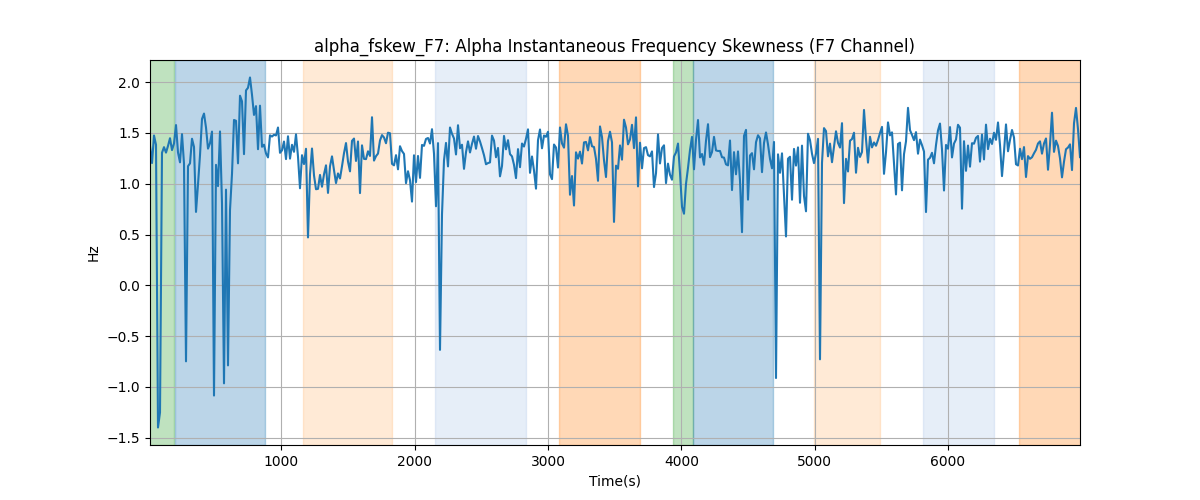 alpha_fskew_F7: Alpha Instantaneous Frequency Skewness (F7 Channel)
2.0
1.5
1.0
0.5
0.0
−0.5
−1.0
−1.5
Hz
1000 2000 3000 4000 5000 6000
Time(s)